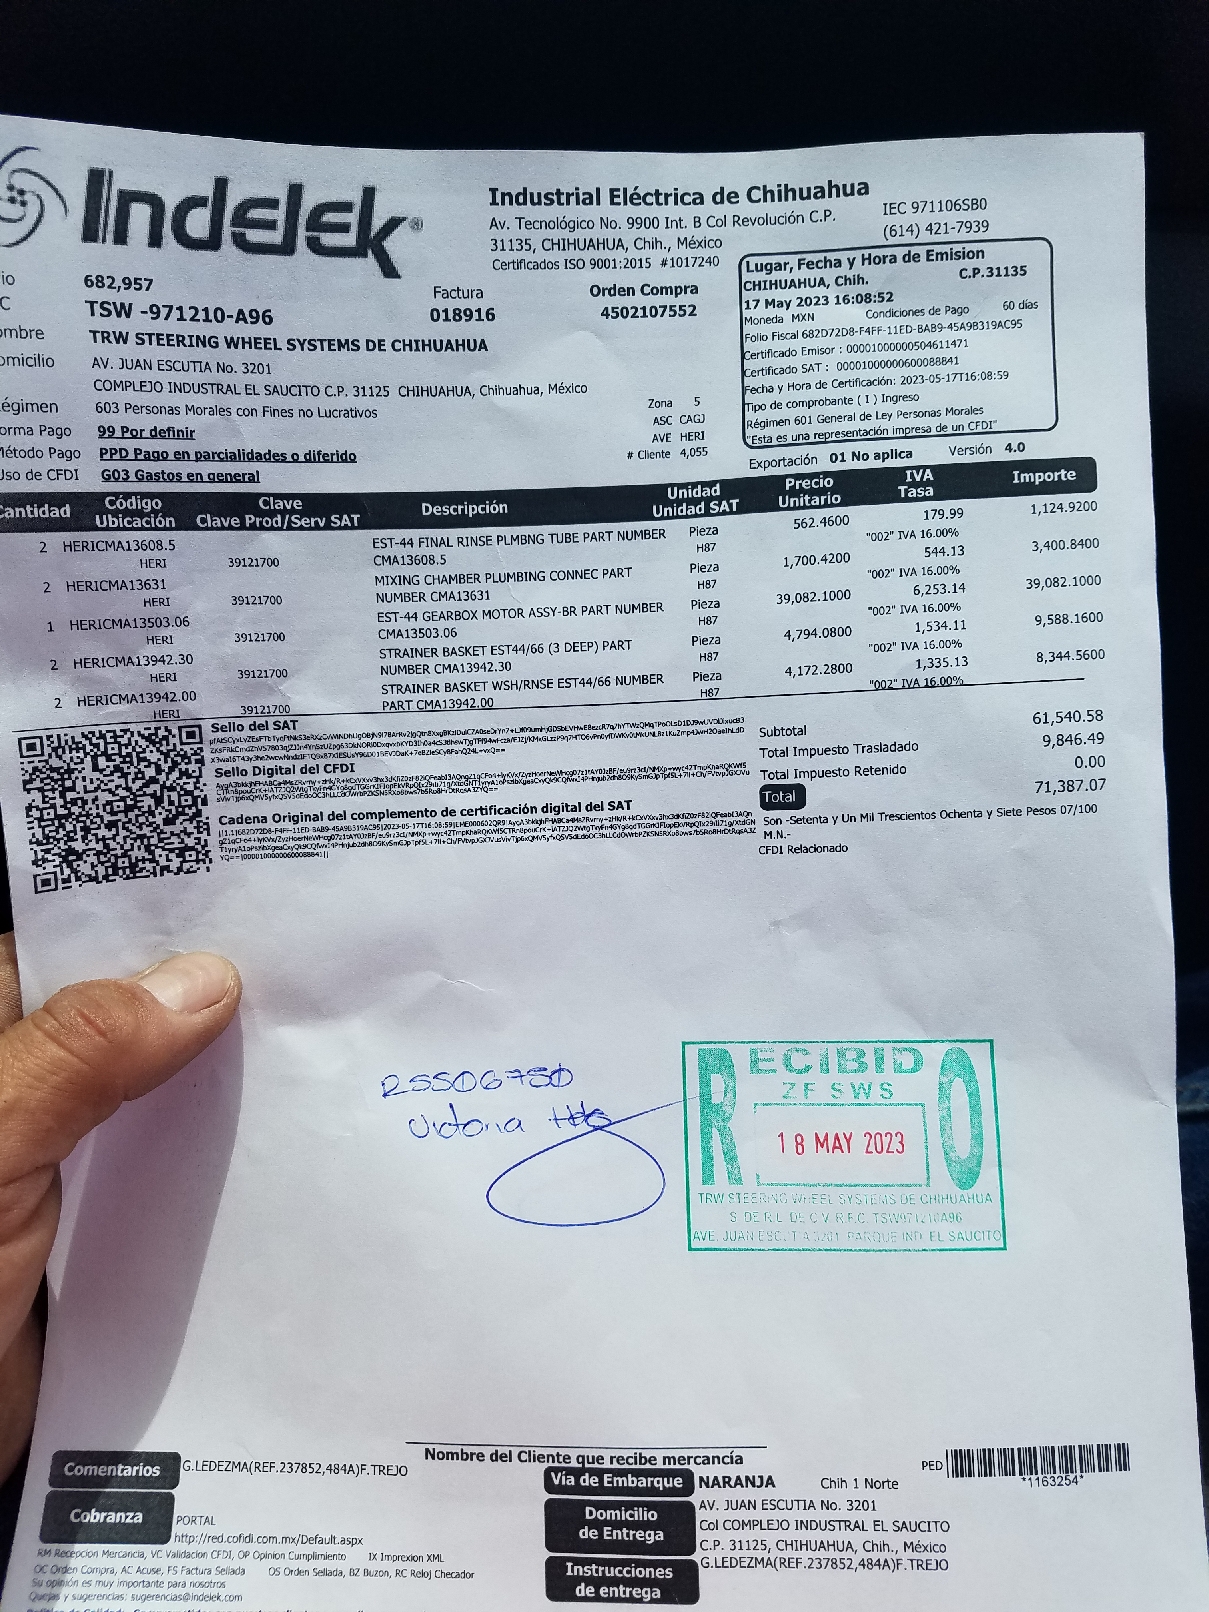 Indelek®
Industrial Eléctrica de Chihuahua
Av. Tecnológico No. 9900 Int. B Col Revolución C.P.
31135, CHIHUAHUA, Chih., México
Certificados ISO 9001:2015 #1017240
IEC 971106SB0
(614) 421-7939
io 682,957
C TSW -971210-A96
Factura
018916
Orden Compra
4502107552
Lugar, Fecha y Hora de Emision
CHIHUAHUA, Chih. C.P.31135
17 May 2023 16:08:52
Moneda MXN Condiciones de Pago 60 días
Folio Fiscal 682D72D8-F4FF-11ED-BAB9-45A9B319AC95
Certificado Emisor : 00001000000504611471
Certificado SAT : 00001000000600088841
Fecha y Hora de Certificación: 2023-05-17T16:08:59
Tipo de comprobante ( I ) Ingreso
Régimen 601 General de Ley Personas Morales
"Esta es una representación impresa de un CFDI"
ombre TRW STEERING WHEEL SYSTEMS DE CHIHUAHUA
omicilio AV. JUAN ESCUTIA No. 3201
COMPLEJO INDUSTRAL EL SAUCITO C.P. 31125 CHIHUAHUA, Chihuahua, México
égimen 603 Personas Morales con Fines no Lucrativos
orma Pago 99 Por definir
Método Pago PPD Pago en parcialidades o diferido
Uso de CFDI G03 Gastos en general
Zona 5
ASC CAGJ
AVE HERI
# Cliente 4,055
Exportación 01 No aplica Versión 4.0
Cantidad Código Ubicación Clave Clave Prod/Serv SAT Descripción Unidad Unidad SAT Precio Unitario IVA Tasa Importe
2 HERICMA13608.5 EST-44 FINAL RINSE PLMBNG TUBE PART NUMBER Pieza 562.4600 179.99 1,124.9200
HERI 39121700 CMA13608.5 H87 "002" IVA 16.00%
2 HERICMA13631 MIXING CHAMBER PLUMBING CONNEC PART Pieza 1,700.4200 544.13 3,400.8400
HERI 39121700 NUMBER CMA13631 H87 "002" IVA 16.00%
1 HERICMA13503.06 EST-44 GEARBOX MOTOR ASSY-BR PART NUMBER Pieza 39,082.1000 6,253.14 39,082.1000
HERI 39121700 CMA13503.06 H87 "002" IVA 16.00%
2 HERICMA13942.30 STRAINER BASKET EST44/66 (3 DEEP) PART Pieza 4,794.0800 1,534.11 9,588.1600
HERI 39121700 NUMBER CMA13942.30 H87 "002" IVA 16.00%
2 HERICMA13942.00 STRAINER BASKET WSH/RNSE EST44/66 NUMBER Pieza 4,172.2800 1,335.13 8,344.5600
HERI 39121700 PART CMA13942.00 H87 "002" IVA 16.00%
Sello del SAT
Sello Digital del CFDI
Cadena Original del complemento de certificación digital del SAT
Subtotal 61,540.58
Total Impuesto Trasladado 9,846.49
Total Impuesto Retenido 0.00
Total 71,387.07
Son -Setenta y Un Mil Trescientos Ochenta y Siete Pesos 07/100
M.N.-
CFDI Relacionado
Victoria
RECIBIDO
ZF SWS
18 MAY 2023
TRW STEERING WHEEL SYSTEMS DE CHIHUAHUA
S. DE R.L. DE C.V. R.F.C. TSW971210A96
AVE. JUAN ESCUTIA 3201 PARQUE IND. EL SAUCITO
Nombre del Cliente que recibe mercancía
Comentarios G.LEDEZMA(REF.237852,484A)F.TREJO
Cobranza PORTAL
http://red.cofidi.com.mx/Default.aspx
RM Recepcion Mercancia, VC Validacion CFDI, OP Opinion Cumplimiento IX Imprexion XML
OC Orden Compra, AC Acuse, FS Factura Sellada OS Orden Sellada, BZ Buzon, RC Reloj Checador
Su opinión es muy importante para nosotros
Quejas y sugerencias: sugerencias@indelek.com
Vía de Embarque NARANJA Chih 1 Norte
PED *1163254*
Domicilio de Entrega AV. JUAN ESCUTIA No. 3201
Col COMPLEJO INDUSTRAL EL SAUCITO
C.P. 31125, CHIHUAHUA, Chih., México
Instrucciones de entrega G.LEDEZMA(REF.237852,484A)F.TREJO